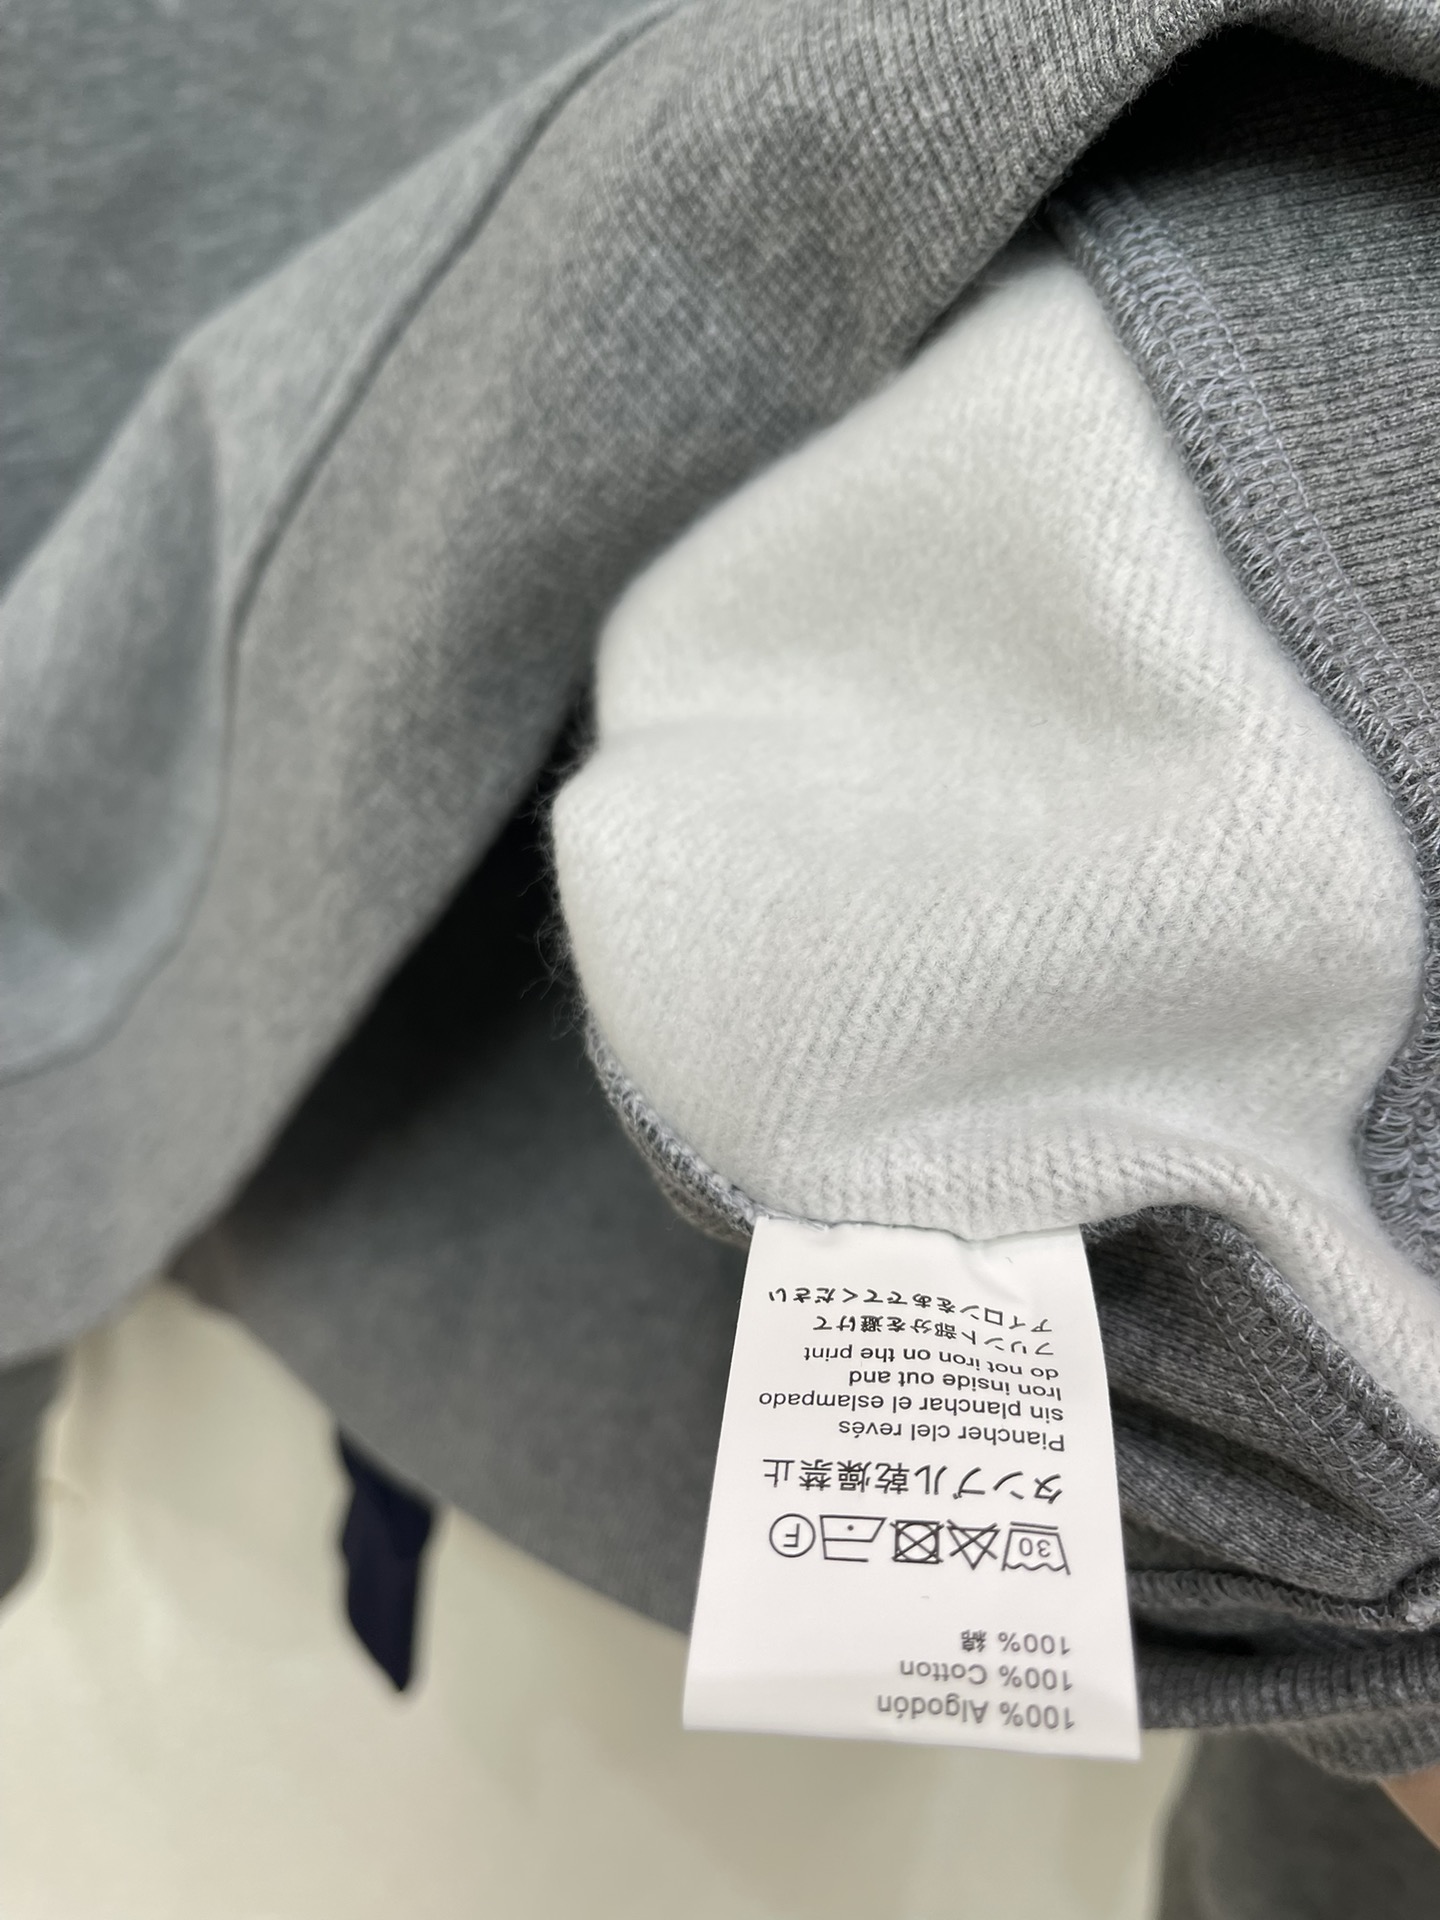 100% Algodón
100% Cotton
100% 綿
30 F
タンブル乾燥禁止
Plancher ciel revés
sin planchar el eslampado
Iron inside out and
do not iron on the print
プリント部分を避けて
アイロンをあててください